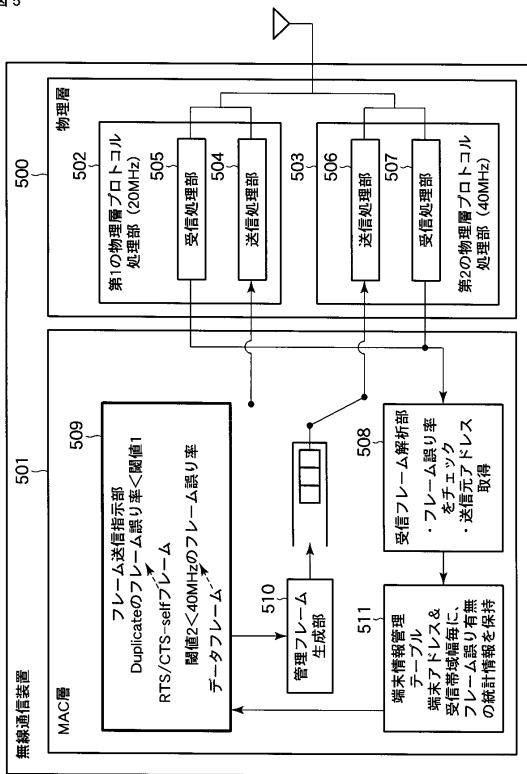 図5
無線通信装置
501
MAC層
509
フレーム送信指示部
Duplicateのフレーム誤り率<閾値1
RTS/CTS-selfフレーム
閾値2<40MHzのフレーム誤り率
データフレーム
510
管理フレーム
生成部
511
端末情報管理
テーブル
端末アドレス&
受信帯域幅毎に、
フレーム誤り有無
の統計情報を保持
508
受信フレーム解析部
・フレーム誤り率
をチェック
・送信元アドレス
取得
500
物理層
502
第1の物理層プロトコル
処理部(20MHz)
505
受信処理部
504
送信処理部
503
506
送信処理部
507
受信処理部
第2の物理層プロトコル
処理部(40MHz)